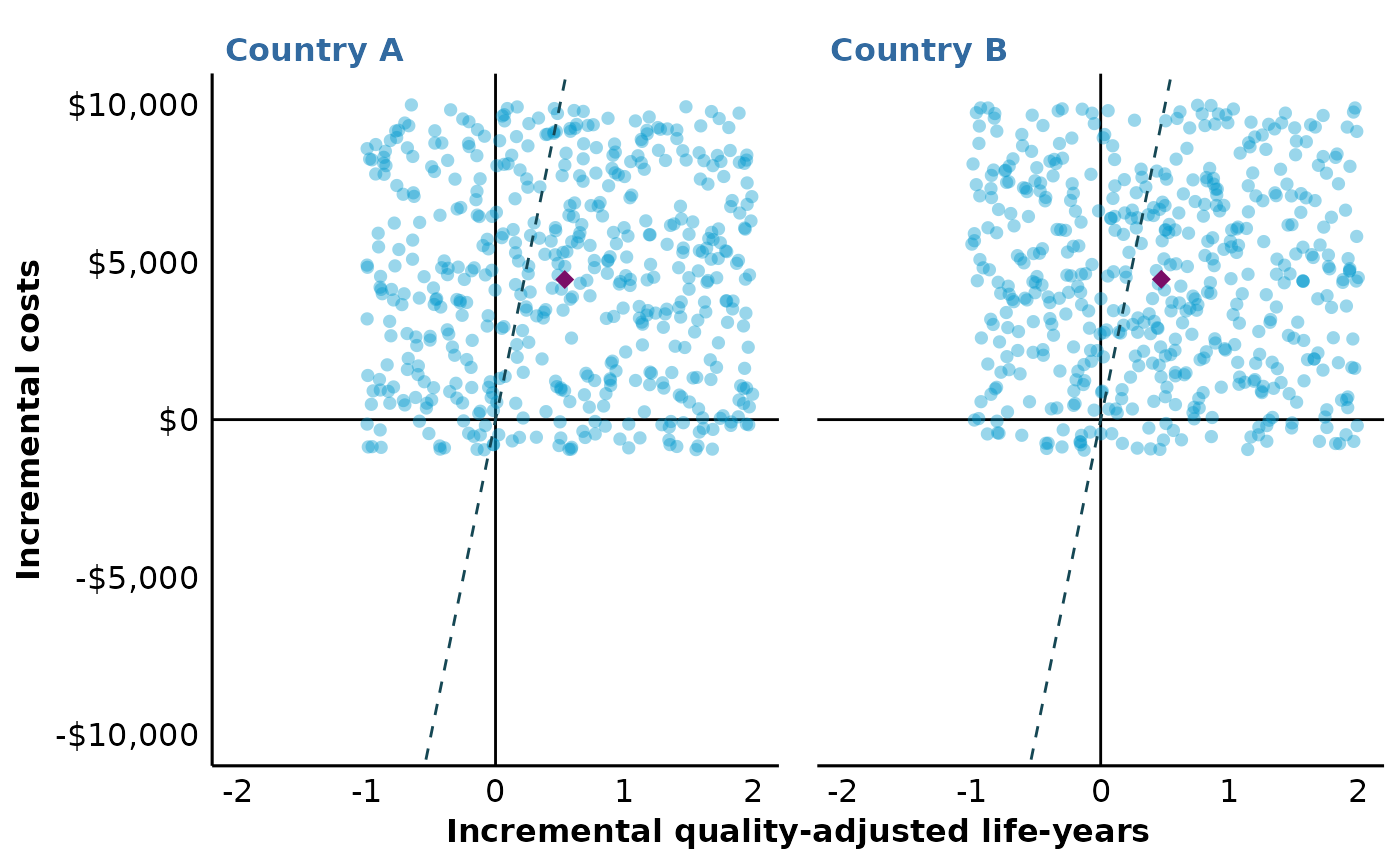 Country A
Country B
$10,000
$5,000
$0
-$5,000
-$10,000
Incremental costs
-2 -1 0 1 2
-2 -1 0 1 2
Incremental quality-adjusted life-years